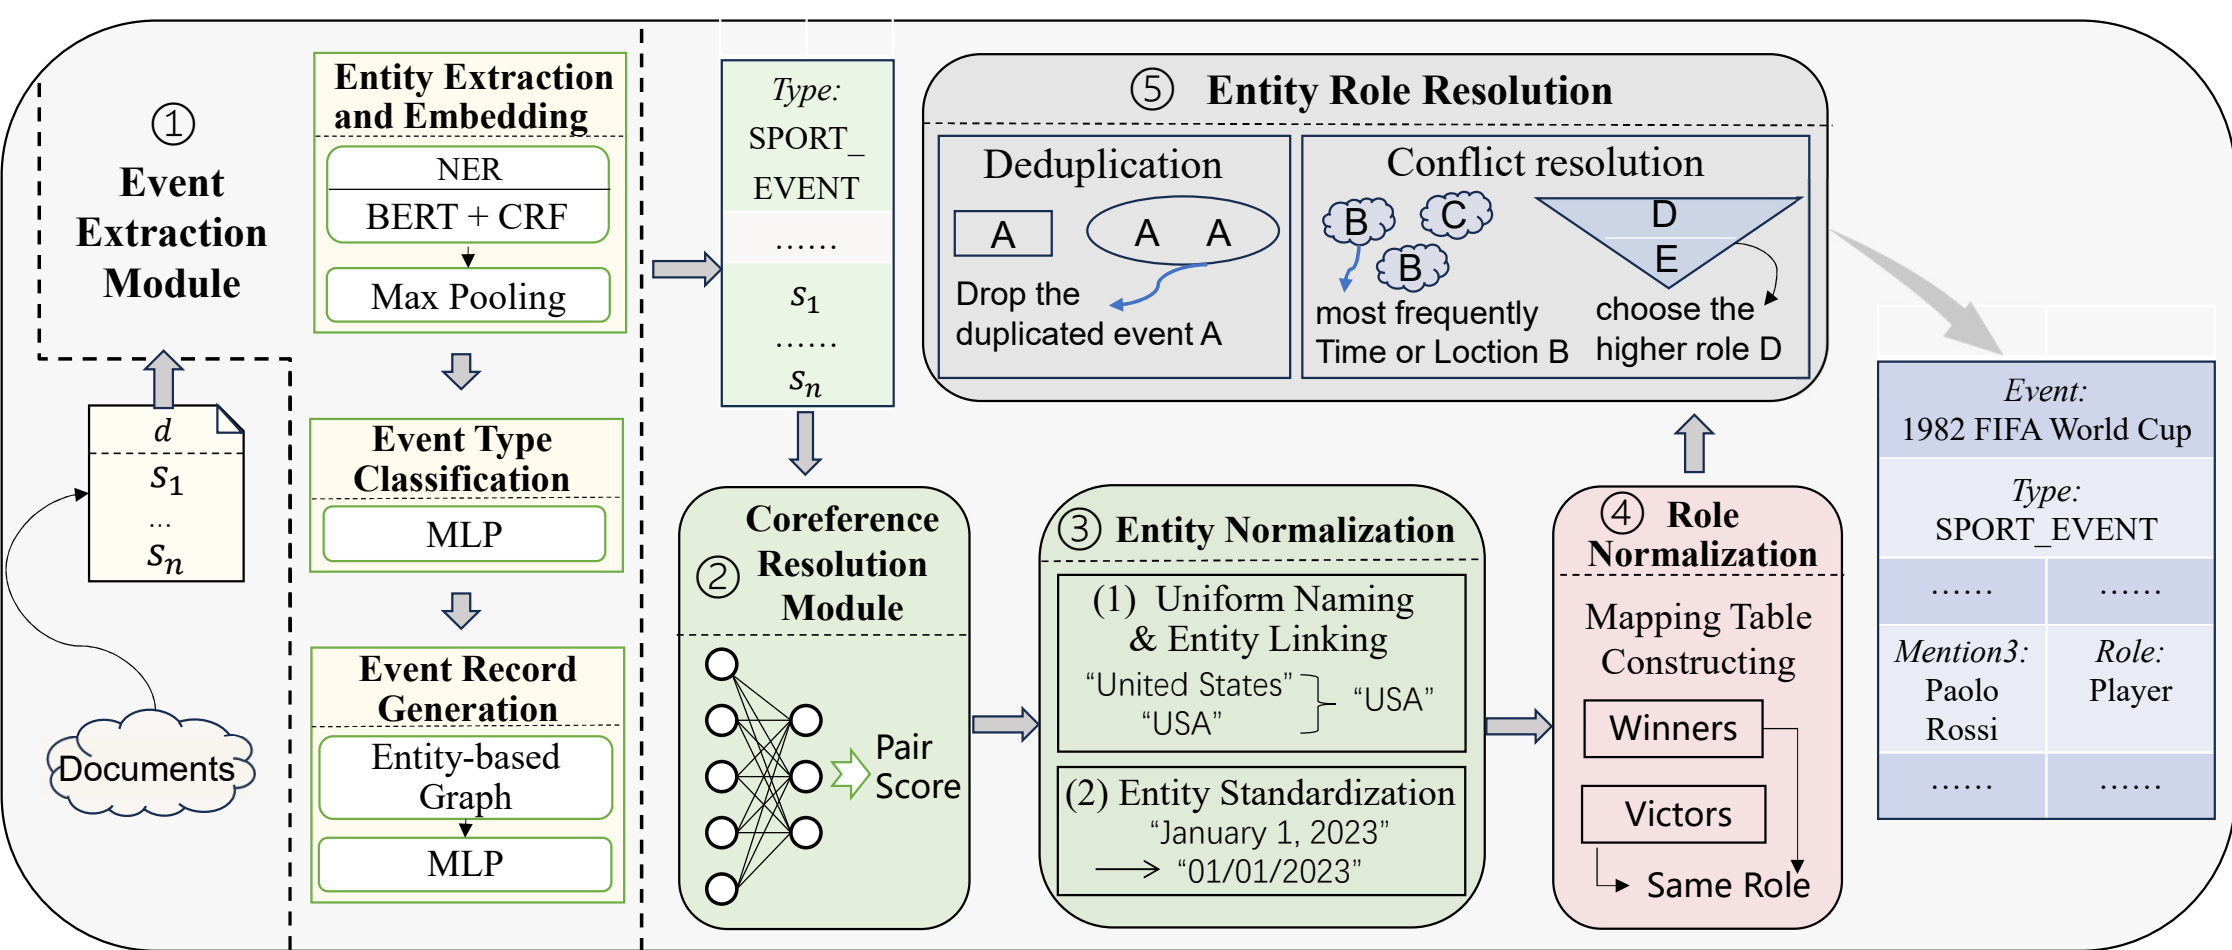 ①
Event
Extraction
Module
d
s1
...
sn
Documents
Entity Extraction
and Embedding
NER
BERT + CRF
Max Pooling
Event Type
Classification
MLP
Event Record
Generation
Entity-based
Graph
MLP
Type:
SPORT_
EVENT
......
s1
......
sn
② Coreference
Resolution
Module
Pair
Score
③ Entity Normalization
(1) Uniform Naming
& Entity Linking
“United States”
“USA”
“USA”
(2) Entity Standardization
“January 1, 2023”
“01/01/2023”
④ Role
Normalization
Mapping Table
Constructing
Winners
Victors
Same Role
⑤ Entity Role Resolution
Deduplication
A
A A
Drop the
duplicated event A
Conflict resolution
B
C
B
most frequently
Time or Loction B
D
E
choose the
higher role D
Event:
1982 FIFA World Cup
Type:
SPORT_EVENT
...... ......
Mention3: Role:
Paolo Player
Rossi
...... ......